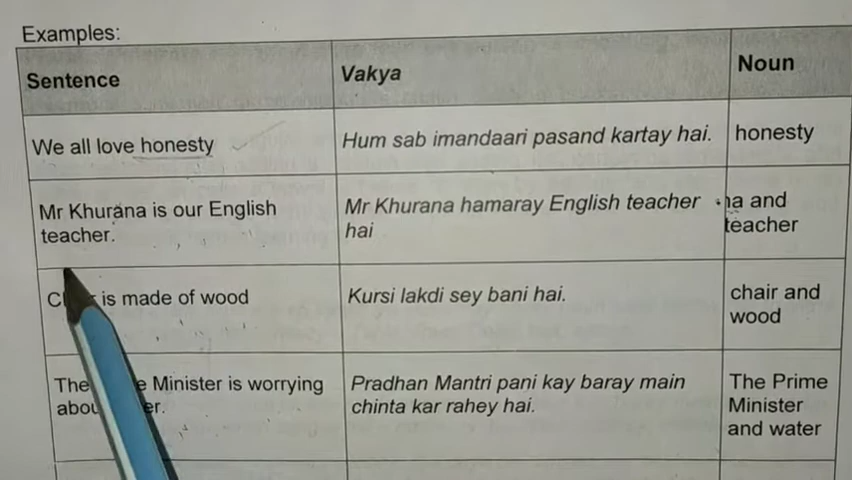 Examples:
Sentence
Vakya
Noun
We all love honesty
Hum sab imandaari pasand kartay hai.
honesty
Mr Khurana is our English
teacher.
Mr Khurana hamaray English teacher
hai
and
teacher
is made of wood
Kursi lakdi sey bani hai.
chair and
wood
The Minister is worrying
Pradhan Mantri pani kay baray main
chinta kar rahey hai.
The Prime
Minister
and water